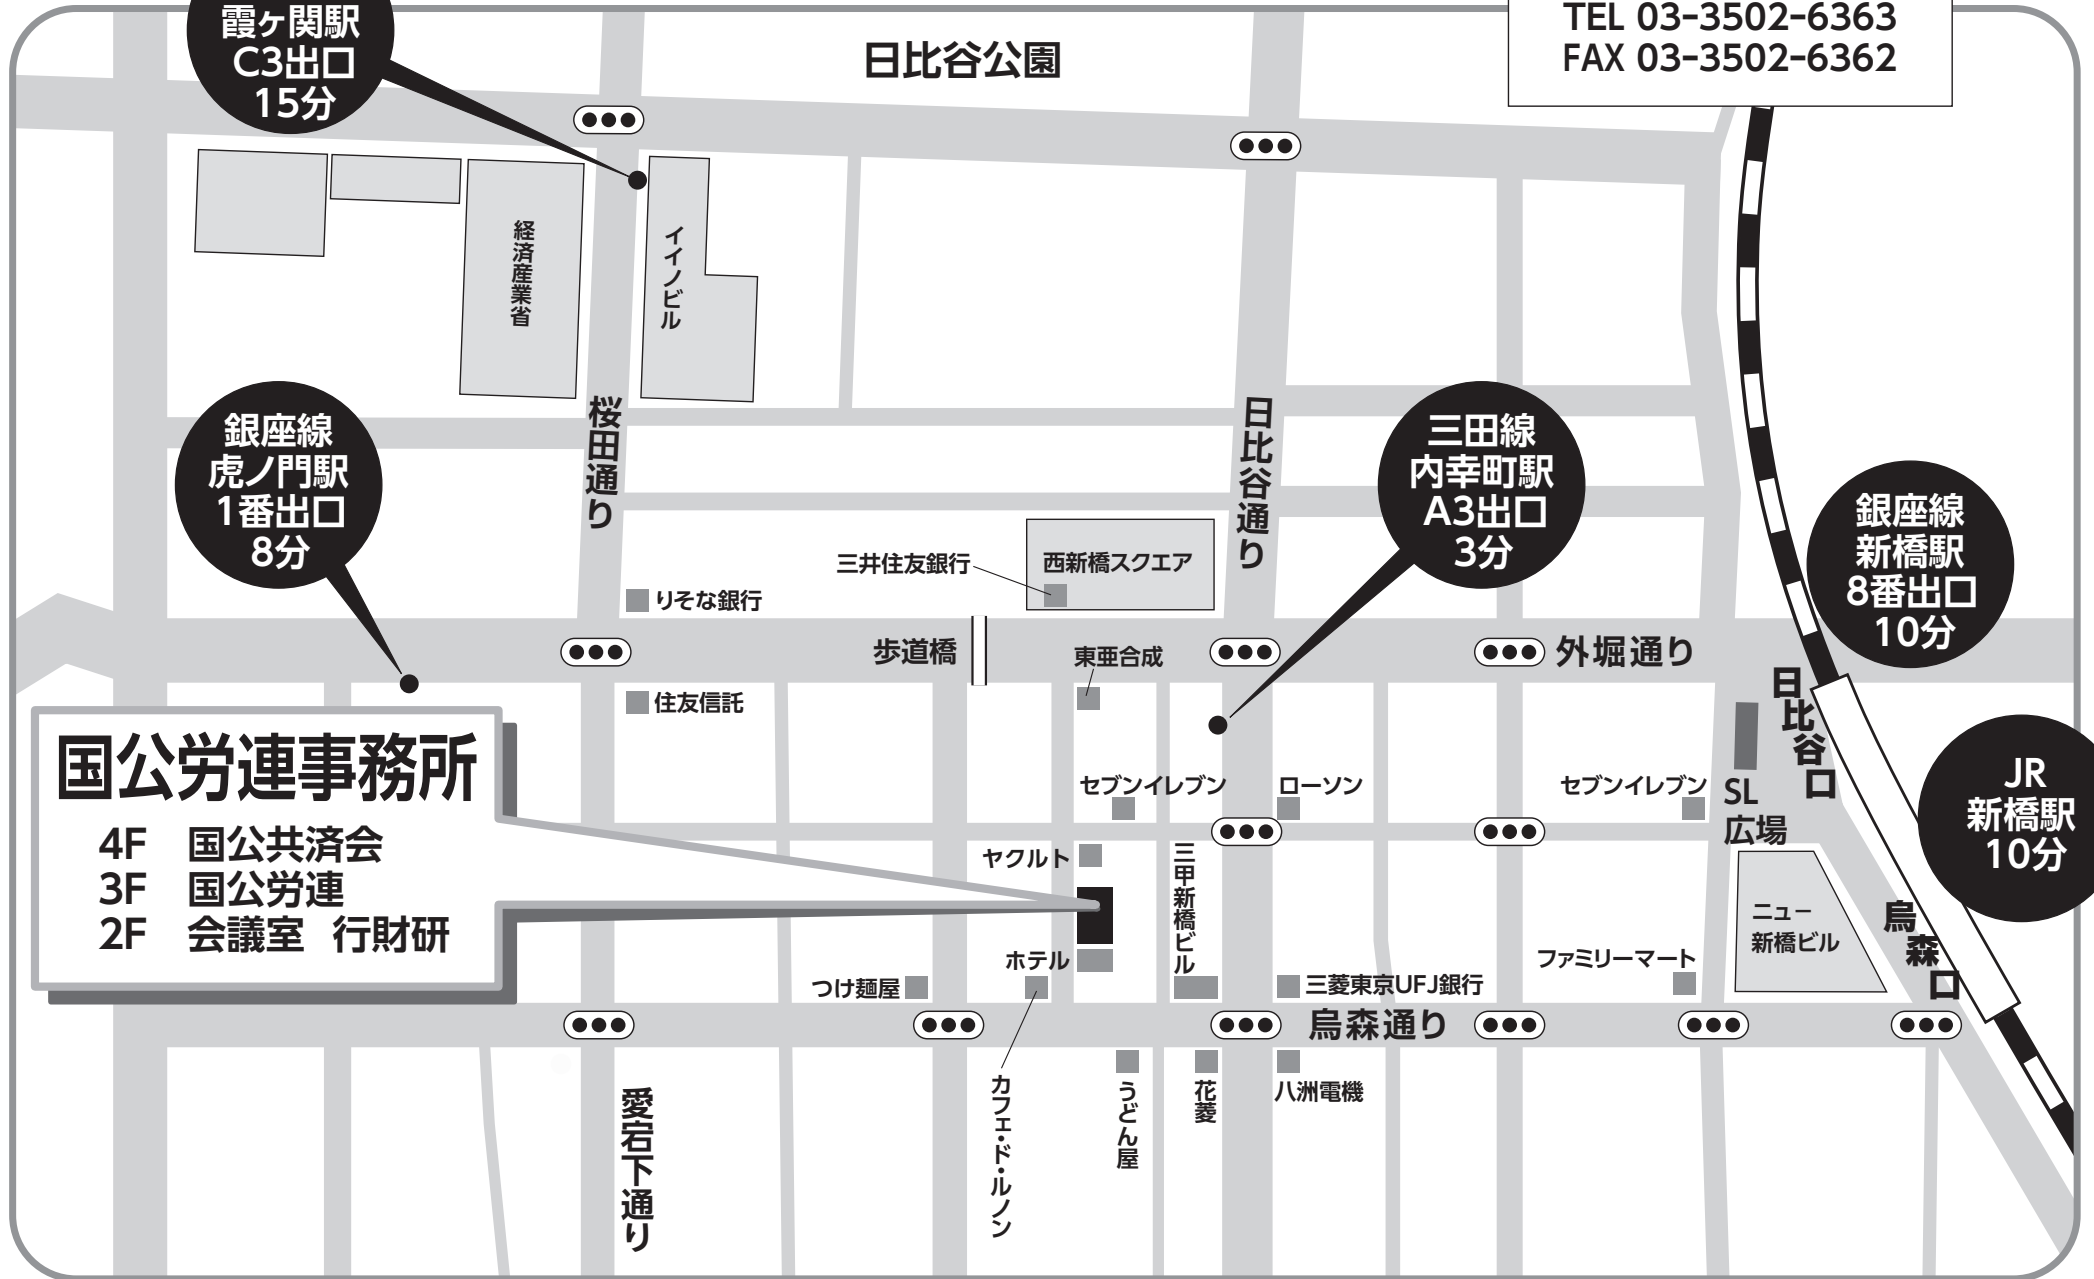 霞ヶ関駅
C3出口
15分
日比谷公園
TEL 03-3502-6363
FAX 03-3502-6362
経済産業省
イイノビル
桜田通り
日比谷通り
銀座線
虎ノ門駅
1番出口
8分
三田線
内幸町駅
A3出口
3分
銀座線
新橋駅
8番出口
10分
三井住友銀行
西新橋スクエア
りそな銀行
歩道橋
東亜合成
外堀通り
住友信託
日比谷口
国公労連事務所
4F 国公共済会
3F 国公労連
2F 会議室 行財研
セブンイレブン
ローソン
セブンイレブン
SL
広場
JR
新橋駅
10分
ヤクルト
三甲新橋ビル
ニュー
新橋ビル
烏森口
ホテル
つけ麺屋
三菱東京UFJ銀行
ファミリーマート
烏森通り
カフェ・ド・ルノン
うどん屋
花菱
八洲電機
愛宕下通り